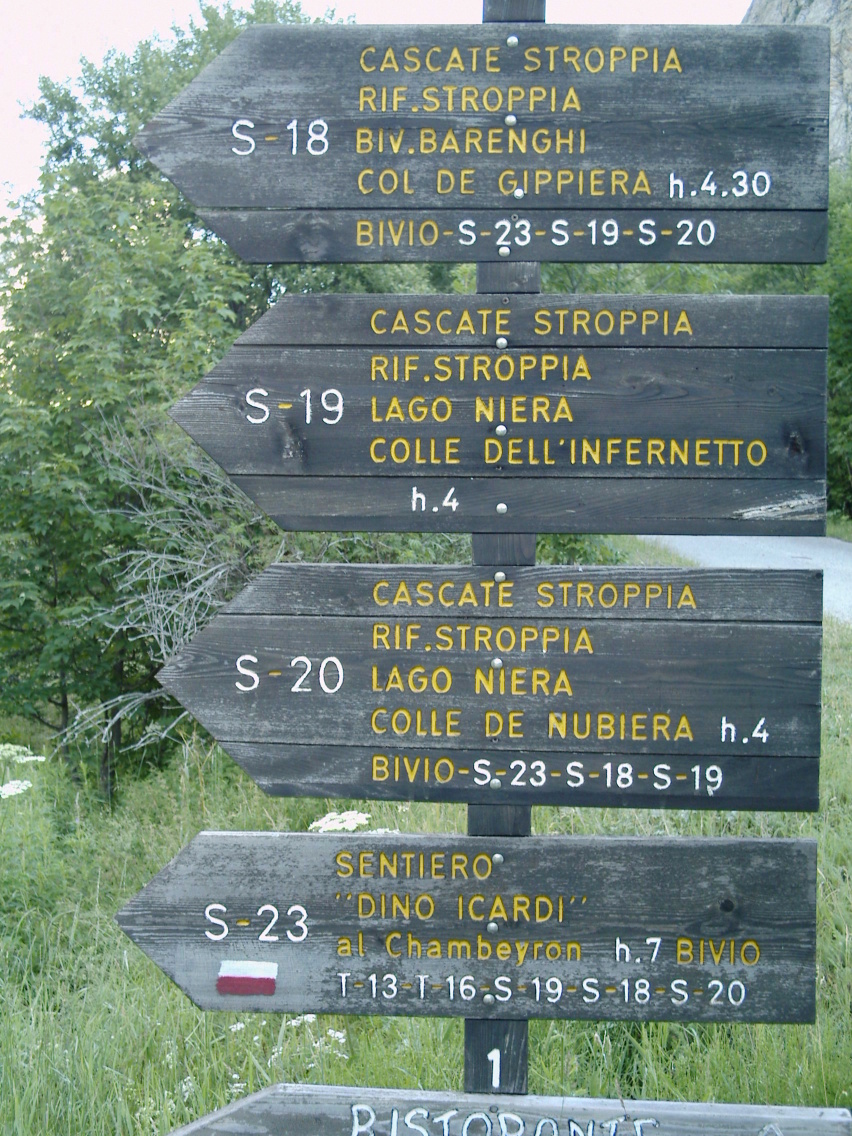 CASCATE STROPPIA
RIF.STROPPIA
S-18 BIV.BARENGHI
COL DE GIPPIERA h.4.30
BIVIO-S-23-S-19-S-20
CASCATE STROPPIA
RIF.STROPPIA
S-19 LAGO NIERA
COLLE DELL'INFERNETTO
h.4
CASCATE STROPPIA
RIF.STROPPIA
S-20 LAGO NIERA
COLLE DE NUBIERA h.4
BIVIO-S-23-S-18-S-19
SENTIERO
S-23 "DINO ICARDI"
al Chambeyron h.7 BIVIO
T-13-T-16-S-19-S-18-S-20
1
RISTORANTE